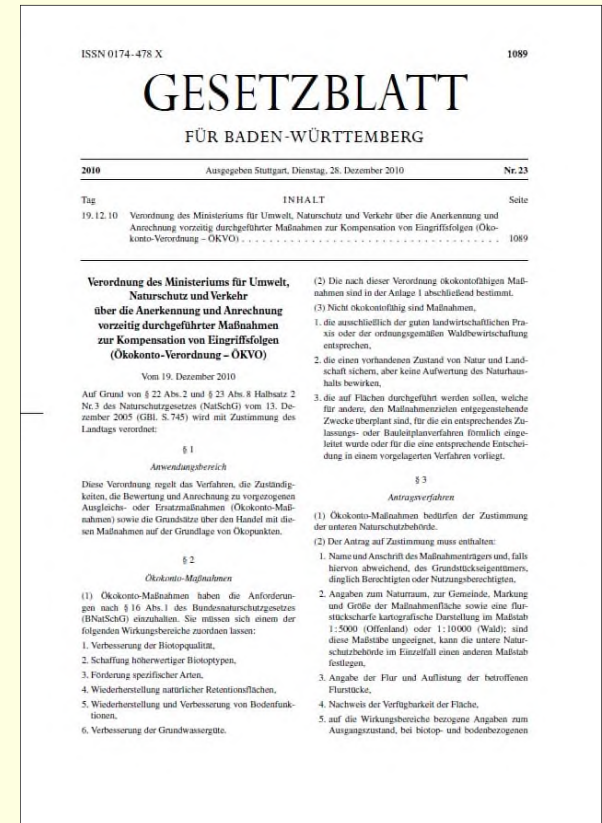 ISSN 0174-478 X 1089
GESETZBLATT
FÜR BADEN-WÜRTTEMBERG
2010 Ausgegeben Stuttgart, Dienstag, 28. Dezember 2010 Nr. 23
Tag INHALT Seite
19.12.10 Verordnung des Ministeriums für Umwelt, Naturschutz und Verkehr über die Anerkennung und
Anrechnung vorzeitig durchgeführter Maßnahmen zur Kompensation von Eingriffsfolgen (Öko-
konto-Verordnung – ÖKVO) . . . . . . . . . . . . . . . . . . . . . . . . . . . . . . . . . . . . 1089
Verordnung des Ministeriums für Umwelt,
Naturschutz und Verkehr
über die Anerkennung und Anrechnung
vorzeitig durchgeführter Maßnahmen
zur Kompensation von Eingriffsfolgen
(Ökokonto-Verordnung – ÖKVO)
Vom 19. Dezember 2010
Auf Grund von § 22 Abs. 2 und § 23 Abs. 8 Halbsatz 2
Nr. 3 des Naturschutzgesetzes (NatSchG) vom 13. De-
zember 2005 (GBl. S. 745) wird mit Zustimmung des
Landtags verordnet:
§ 1
Anwendungsbereich
Diese Verordnung regelt das Verfahren, die Zuständig-
keiten, die Bewertung und Anrechnung zu vorgezogenen
Ausgleichs- oder Ersatzmaßnahmen (Ökokonto-Maß-
nahmen) sowie die Grundsätze über den Handel mit die-
sen Maßnahmen auf der Grundlage von Ökopunkten.
§ 2
Ökokonto-Maßnahmen
(1) Ökokonto-Maßnahmen haben die Anforderun-
gen nach § 16 Abs. 1 des Bundesnaturschutzgesetzes
(BNatSchG) einzuhalten. Sie müssen sich einem der
folgenden Wirkungsbereiche zuordnen lassen:
1. Verbesserung der Biotopqualität,
2. Schaffung höherwertiger Biotoptypen,
3. Förderung spezifischer Arten,
4. Wiederherstellung natürlicher Retentionsflächen,
5. Wiederherstellung und Verbesserung von Bodenfunk-
tionen,
6. Verbesserung der Grundwassergüte.
(2) Die nach dieser Verordnung ökokontofähigen Maß-
nahmen sind in der Anlage 1 abschließend bestimmt.
(3) Nicht ökokontofähig sind Maßnahmen,
1. die ausschließlich der guten landwirtschaftlichen Pra-
xis oder der ordnungsgemäßen Waldbewirtschaftung
entsprechen,
2. die einen vorhandenen Zustand von Natur und Land-
schaft sichern, aber keine Aufwertung des Naturhaus-
halts bewirken,
3. die auf Flächen durchgeführt werden sollen, welche
für andere, den Maßnahmenzielen entgegenstehende
Zwecke überplant sind, für die ein entsprechendes Zu-
lassungs- oder Bauleitplanverfahren förmlich einge-
leitet wurde oder für die eine entsprechende Entschei-
dung in einem vorgelagerten Verfahren vorliegt.
§ 3
Antragsverfahren
(1) Ökokonto-Maßnahmen bedürfen der Zustimmung
der unteren Naturschutzbehörde.
(2) Der Antrag auf Zustimmung muss enthalten:
1. Name und Anschrift des Maßnahmenträgers und, falls
hiervon abweichend, des Grundstückseigentümers,
dinglich Berechtigten oder Nutzungsberechtigten,
2. Angaben zum Naturraum, zur Gemeinde, Markung
und Größe der Maßnahmenfläche sowie eine flur-
stückscharfe kartografische Darstellung im Maßstab
1:5000 (Offenland) oder 1:10000 (Wald); sind
diese Maßstäbe ungeeignet, kann die untere Natur-
schutzbehörde im Einzelfall einen anderen Maßstab
festlegen,
3. Angabe der Flur und Auflistung der betroffenen
Flurstücke,
4. Nachweis der Verfügbarkeit der Fläche,
5. auf die Wirkungsbereiche bezogene Angaben zum
Ausgangszustand, bei biotop- und bodenbezogenen